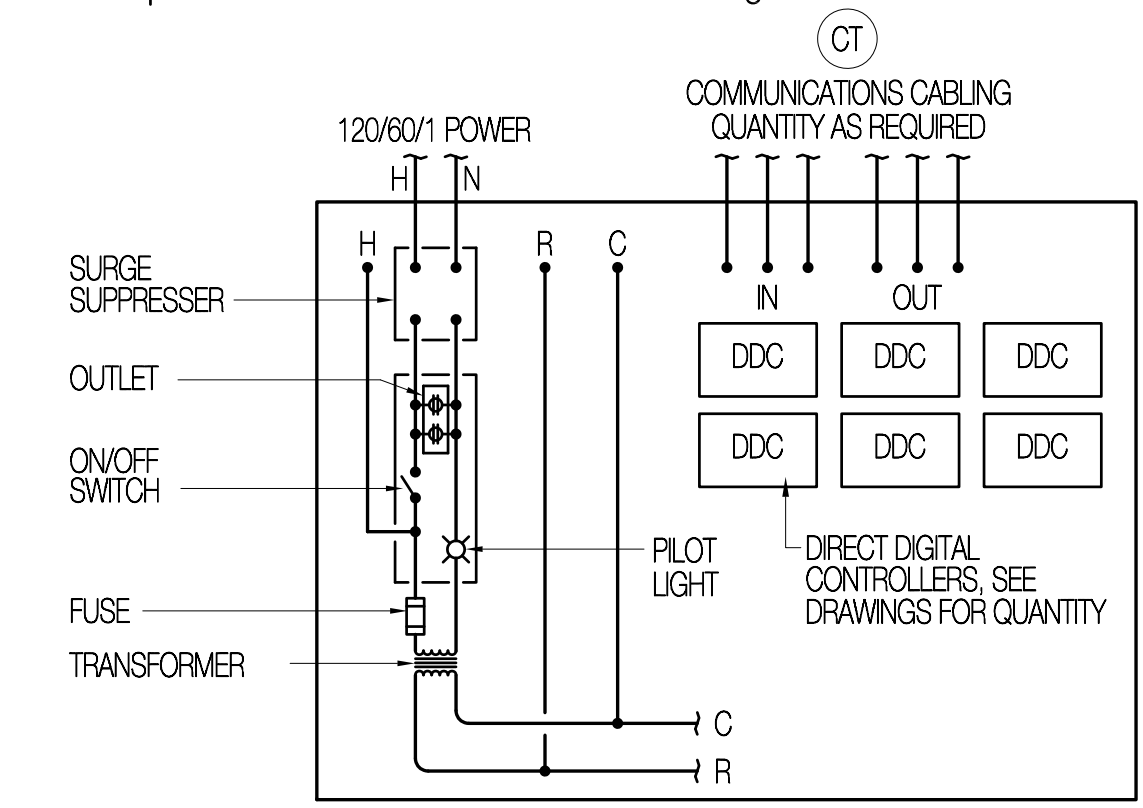 CT
COMMUNICATIONS CABLING
QUANTITY AS REQUIRED
120/60/1 POWER
H
N
H
R
C
SURGE
SUPPRESSER
IN
OUT
DDC
DDC
DDC
OUTLET
DDC
DDC
DDC
ON/OFF
SWITCH
PILOT
LIGHT
DIRECT DIGITAL
CONTROLLERS, SEE
DRAWINGS FOR QUANTITY
FUSE
TRANSFORMER
C
R